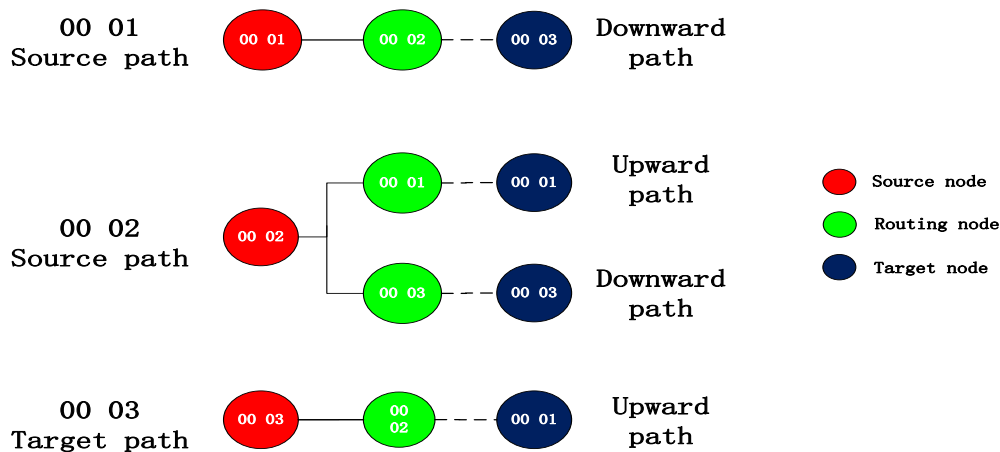 00 01
Source path
00 01
00 02
00 03
Downward
path
00 02
Source path
00 02
00 01
00 01
Upward
path
00 03
00 03
Downward
path
00 03
Target path
00 03
00
02
00 01
Upward
path
Source node
Routing node
Target node